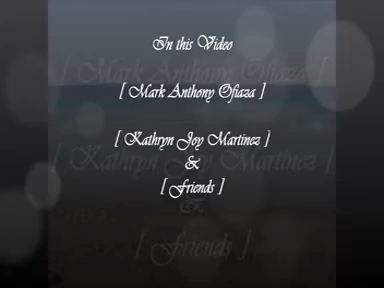 In this Video
[ Mark Anthony Ofiaza ]
[ Kathryn Joy Martinez ]
&
[ Friends ]